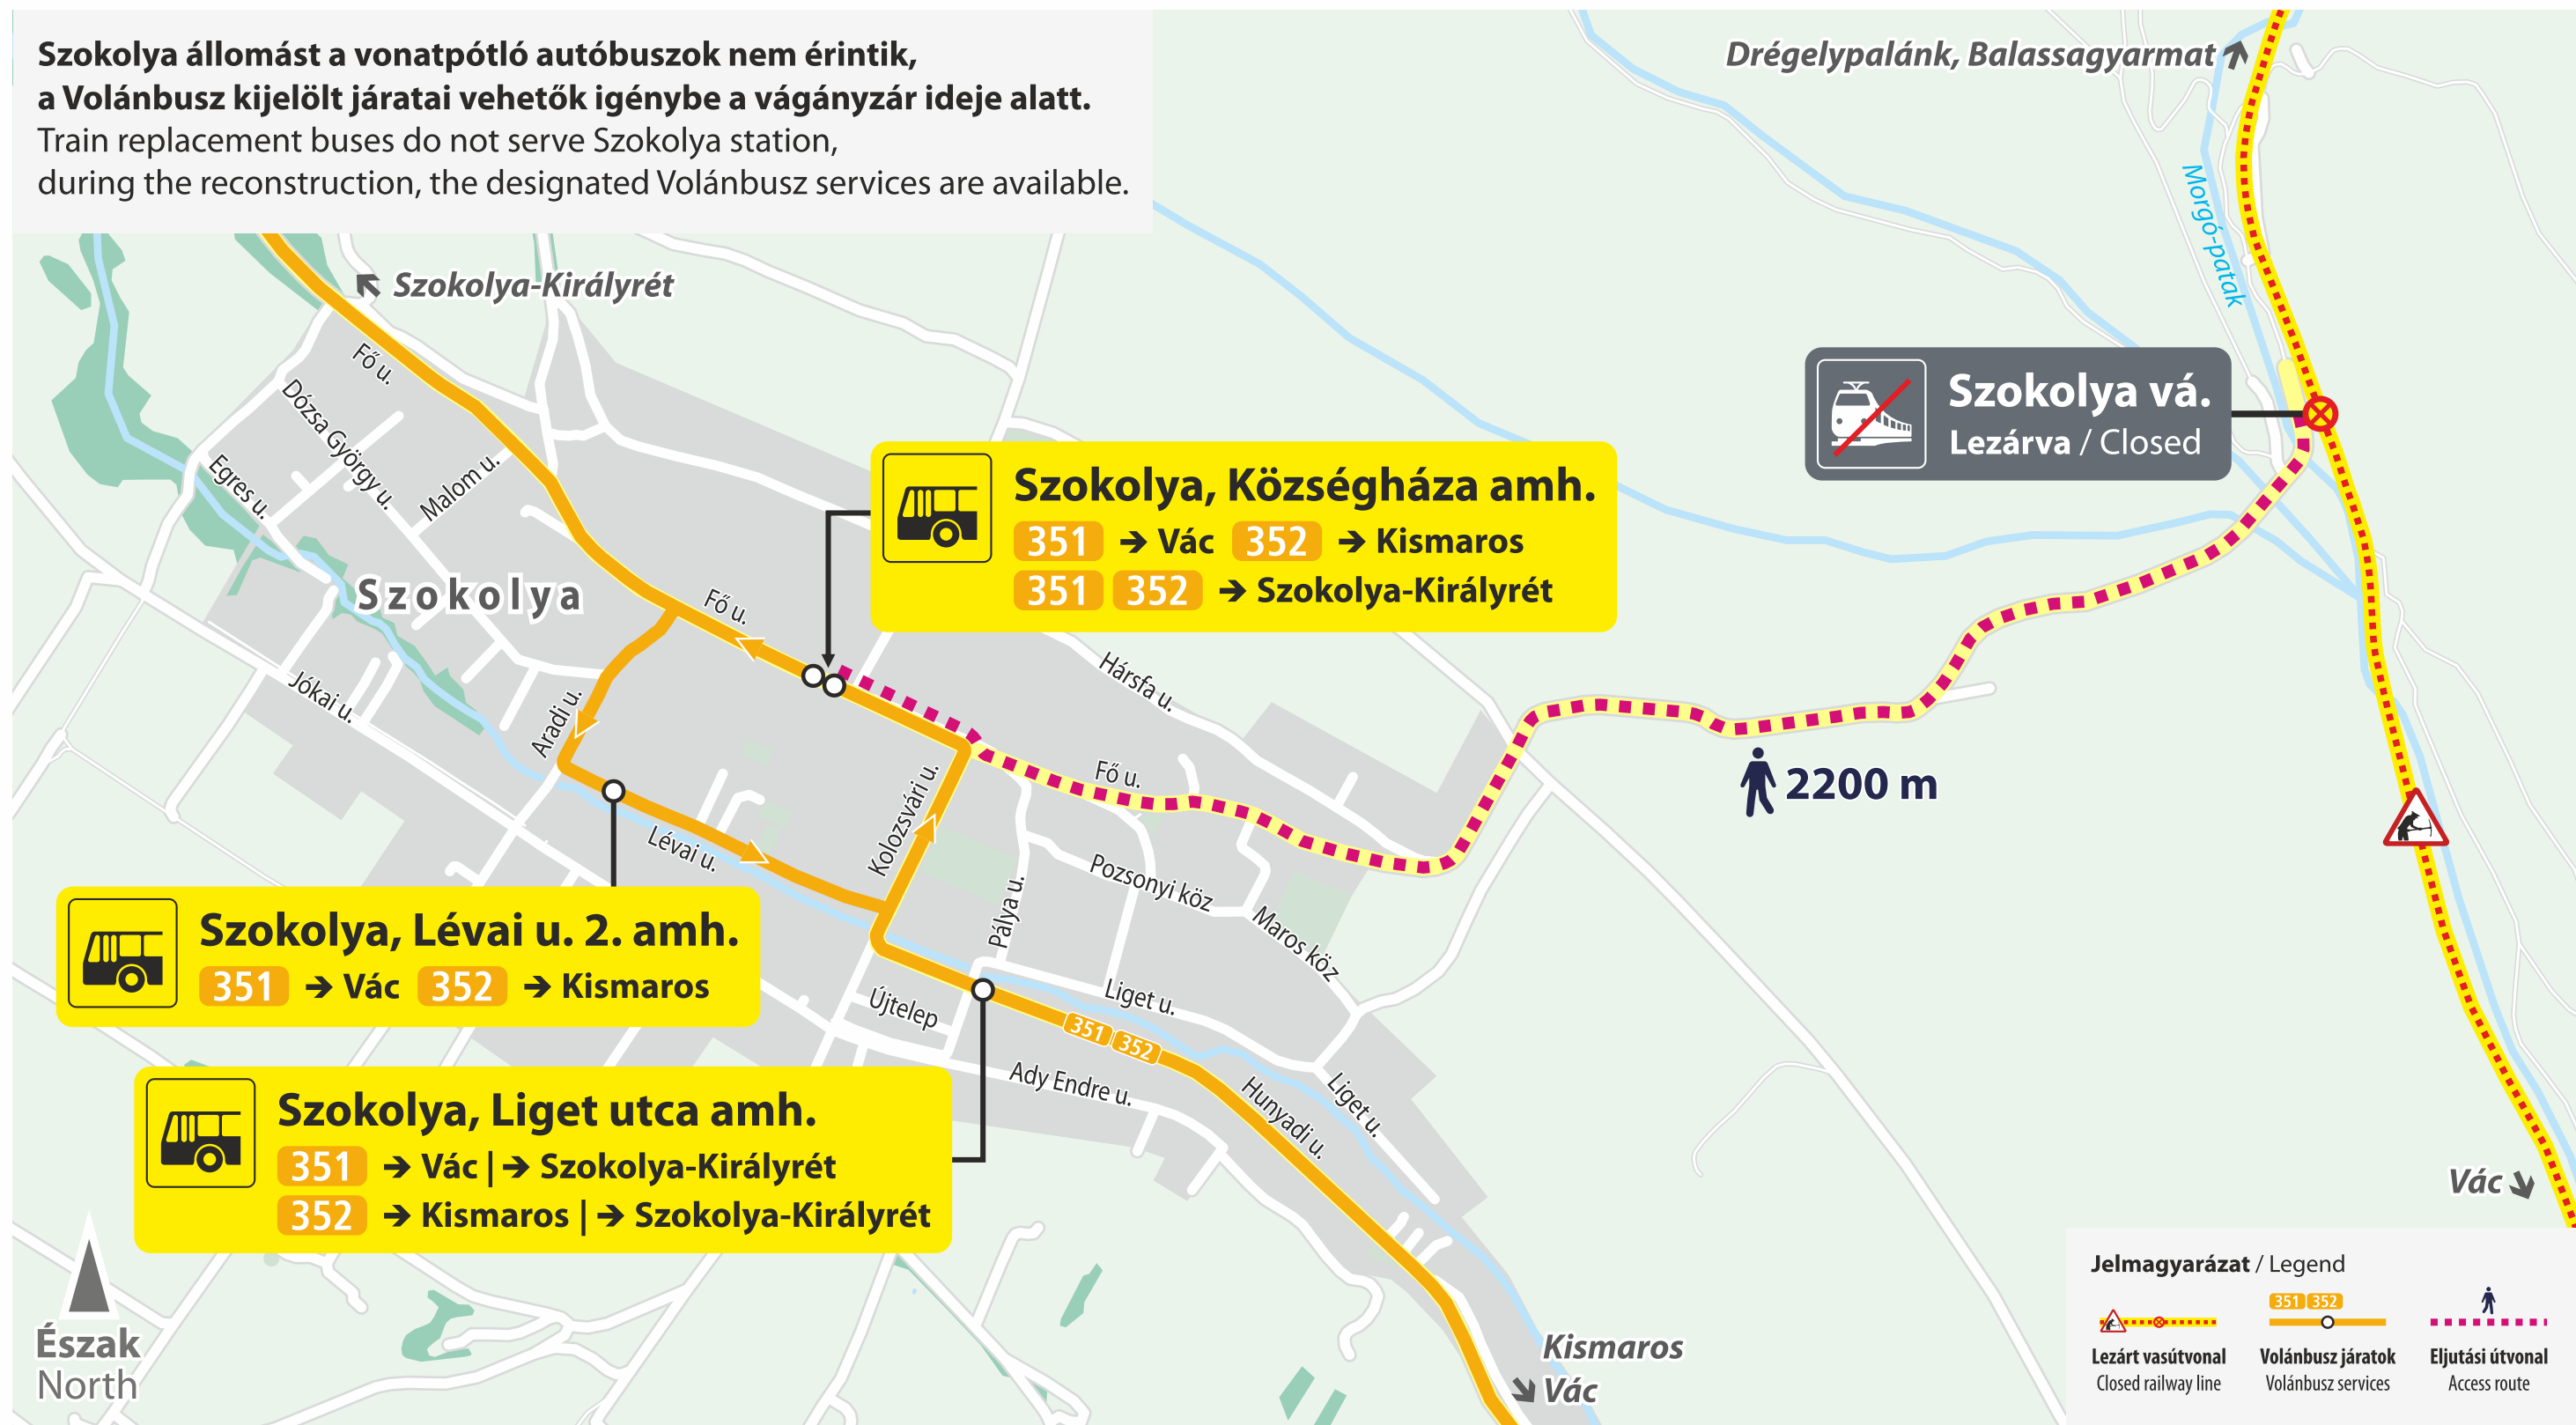 Szokolya állomást a vonatpótló autóbuszok nem érintik,
a Volánbusz kijelölt járatai vehetők igénybe a vágányzár ideje alatt.
Train replacement buses do not serve Szokolya station,
during the reconstruction, the designated Volánbusz services are available.
Drégelypalánk, Balassagyarmat
Morgó-patak
Szokolya-Királyrét
Fő u.
Dózsa György u.
Egres u.
Malom u.
Szokolya vá.
Lezárva / Closed
Szokolya, Községháza amh.
351 → Vác 352 → Kismaros
351 352 → Szokolya-Királyrét
Szokolya
Fő u.
Jókai u.
Aradi u.
Hársfa u.
Fő u.
2200 m
Kolozsvári u.
Lévai u.
Pozsonyi köz
Pálya u.
Maros köz
Szokolya, Lévai u. 2. amh.
351 → Vác 352 → Kismaros
Liget u.
Újtelep
351 352
Ady Endre u.
Hunyadi u.
Liget u.
Szokolya, Liget utca amh.
351 → Vác | → Szokolya-Királyrét
352 → Kismaros | → Szokolya-Királyrét
Vác
Észak
North
Kismaros
Vác
Jelmagyarázat / Legend
351 352
Lezárt vasútvonal
Closed railway line
Volánbusz járatok
Volánbusz services
Eljutási útvonal
Access route